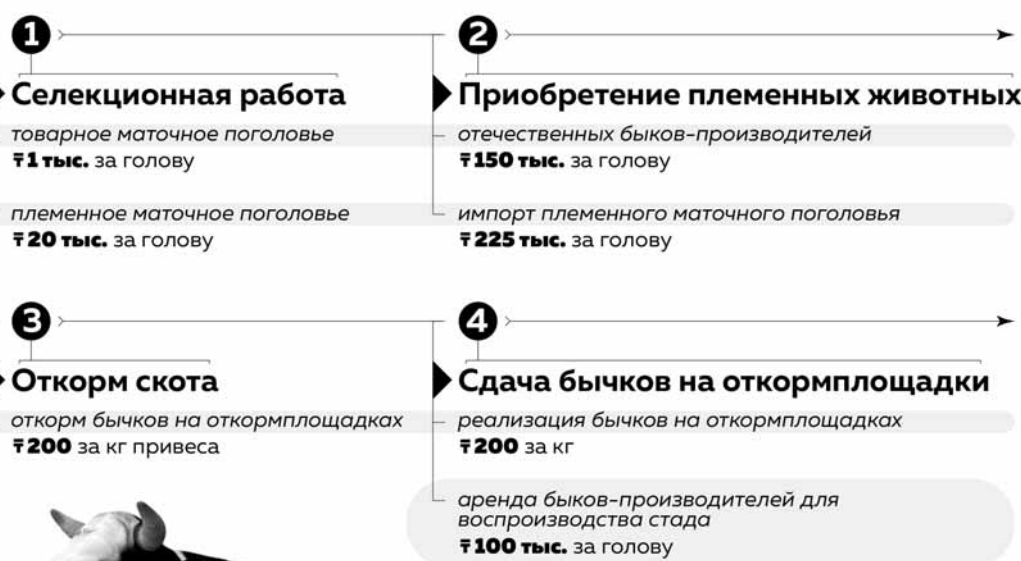 1
Селекционная работа
товарное маточное поголовье
₸1 тыс. за голову
племенное маточное поголовье
₸20 тыс. за голову
2
Приобретение племенных животных
отечественных быков-производителей
₸150 тыс. за голову
импорт племенного маточного поголовья
₸225 тыс. за голову
3
Откорм скота
откорм бычков на откормплощадках
₸200 за кг привеса
4
Сдача бычков на откормплощадки
реализация бычков на откормплощадках
₸200 за кг
аренда быков-производителей для
воспроизводства стада
₸100 тыс. за голову